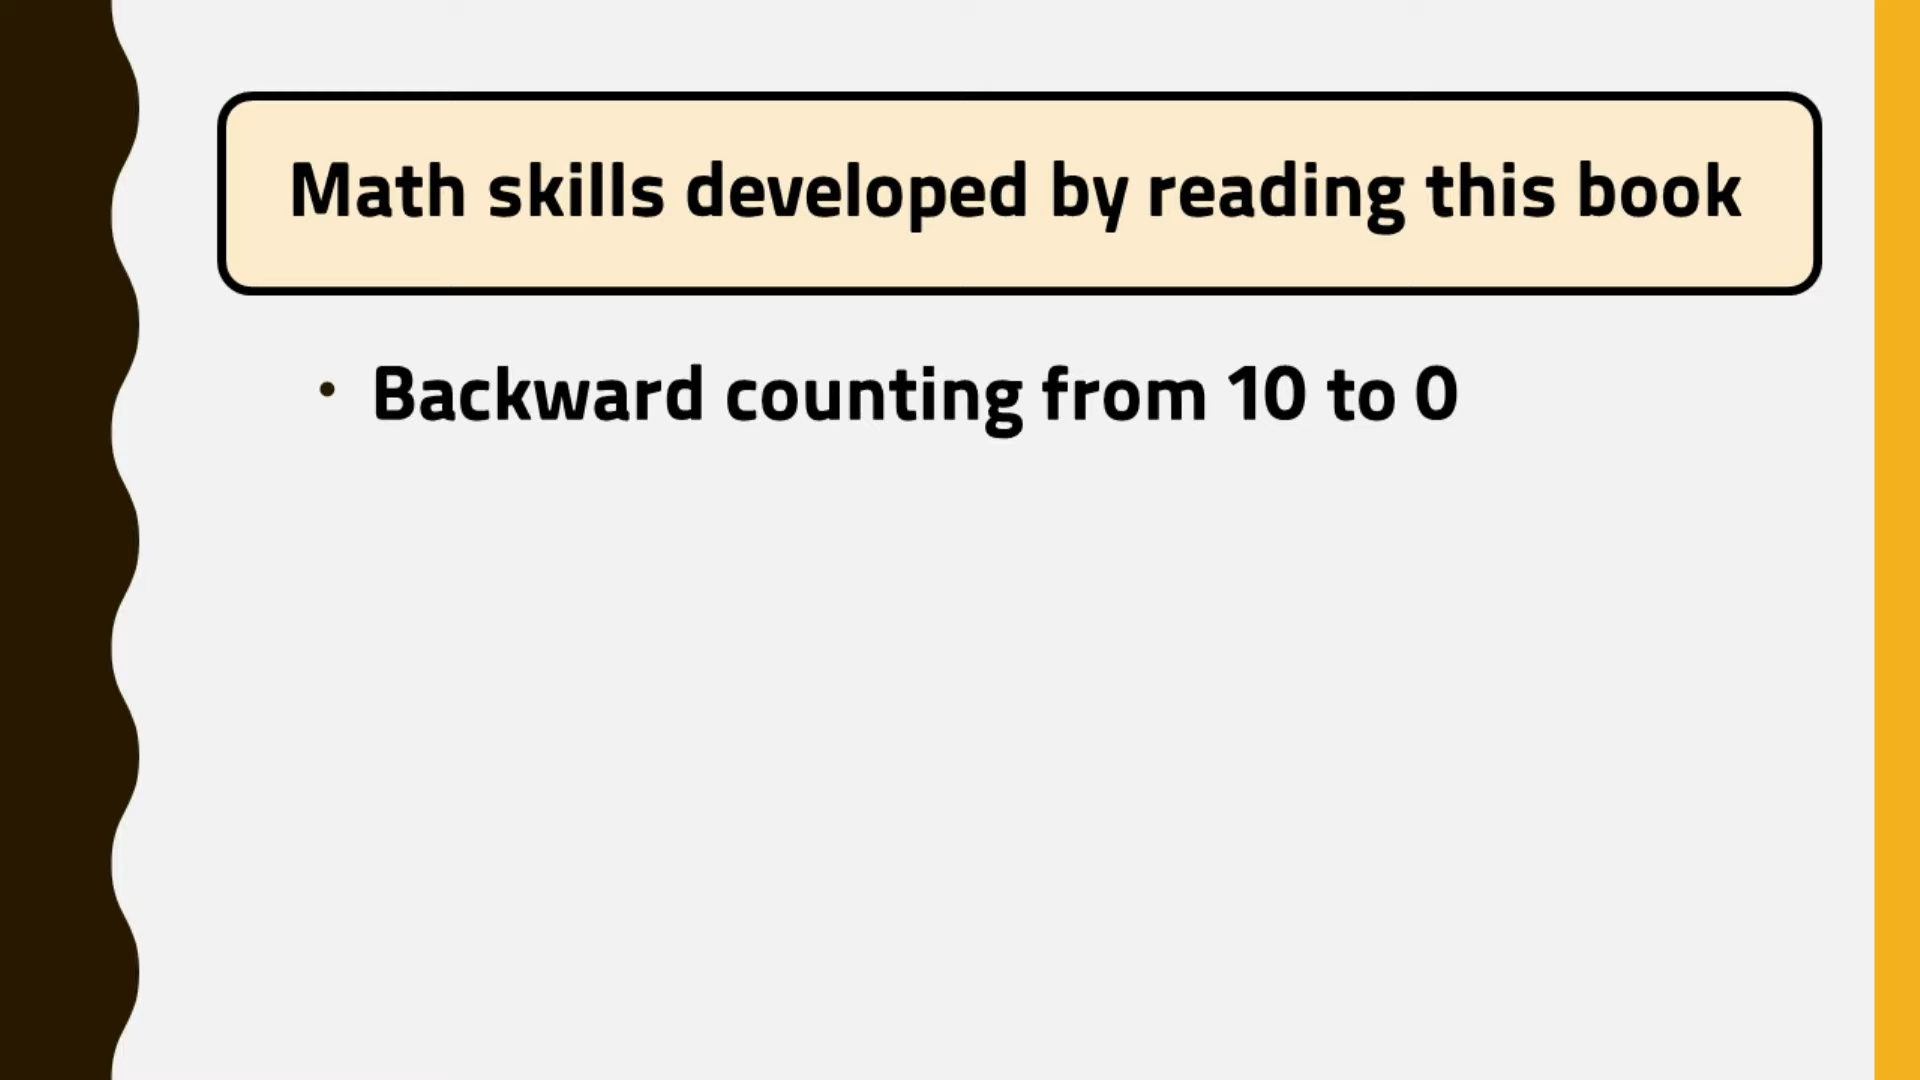 Math skills developed by reading this book
• Backward counting from 10 to 0